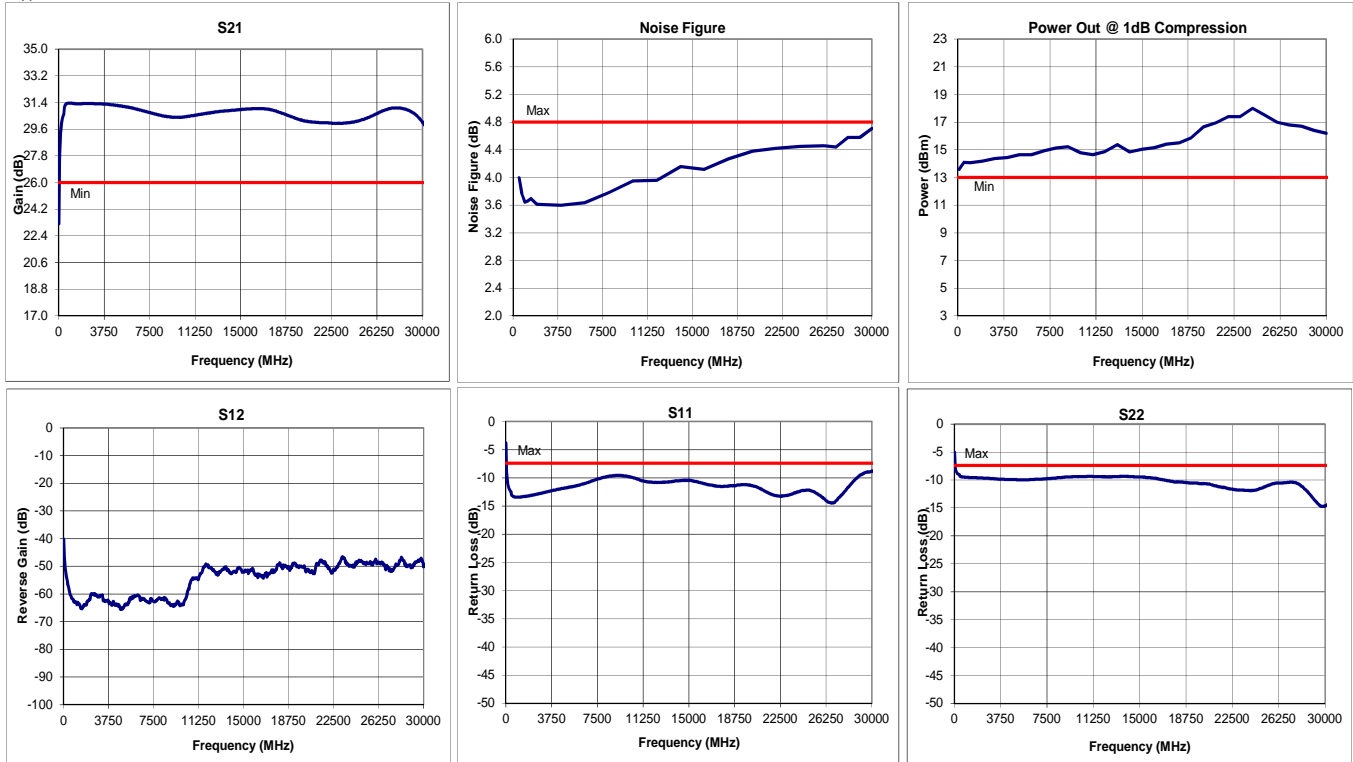 S21
35.0
33.2
31.4
29.6
27.8
26.0
24.2
22.4
20.6
18.8
17.0
Gain (dB)
Min
0 3750 7500 11250 15000 18750 22500 26250 30000
Frequency (MHz)
Noise Figure
6.0
5.6
5.2
4.8
4.4
4.0
3.6
3.2
2.8
2.4
2.0
Noise Figure (dB)
Max
0 3750 7500 11250 15000 18750 22500 26250 30000
Frequency (MHz)
Power Out @ 1dB Compression
23
21
19
17
15
13
11
9
7
5
3
Power (dBm)
Min
0 3750 7500 11250 15000 18750 22500 26250 30000
Frequency (MHz)
S12
0
-10
-20
-30
-40
-50
-60
-70
-80
-90
-100
Reverse Gain (dB)
0 3750 7500 11250 15000 18750 22500 26250 30000
Frequency (MHz)
S11
0
-5
-10
-15
-20
-25
-30
-35
-40
-45
-50
Return Loss (dB)
Max
0 3750 7500 11250 15000 18750 22500 26250 30000
Frequency (MHz)
S22
0
-5
-10
-15
-20
-25
-30
-35
-40
-45
-50
Return Loss (dB)
Max
0 3750 7500 11250 15000 18750 22500 26250 30000
Frequency (MHz)